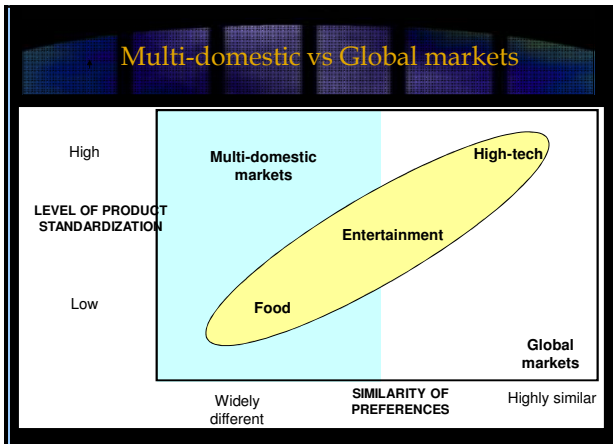 Multi-domestic vs Global markets
High
Multi-domestic
markets
High-tech
LEVEL OF PRODUCT
STANDARDIZATION
Entertainment
Low
Food
Global
markets
Widely
different
SIMILARITY OF
PREFERENCES
Highly similar